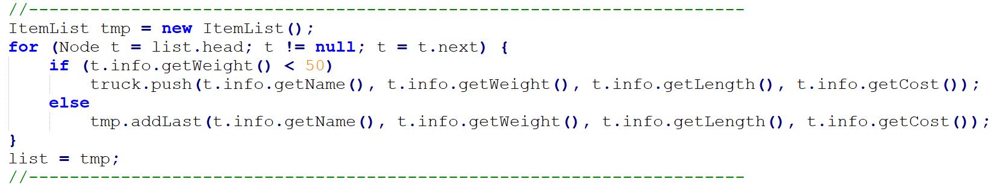 //----------------------------------------------------------------------
ItemList tmp = new ItemList();
for (Node t = list.head; t != null; t = t.next) {
    if (t.info.getWeight() < 50)
        truck.push(t.info.getName(), t.info.getWeight(), t.info.getLength(), t.info.getCost());
    else
        tmp.addLast(t.info.getName(), t.info.getWeight(), t.info.getLength(), t.info.getCost());
}
list = tmp;
//----------------------------------------------------------------------